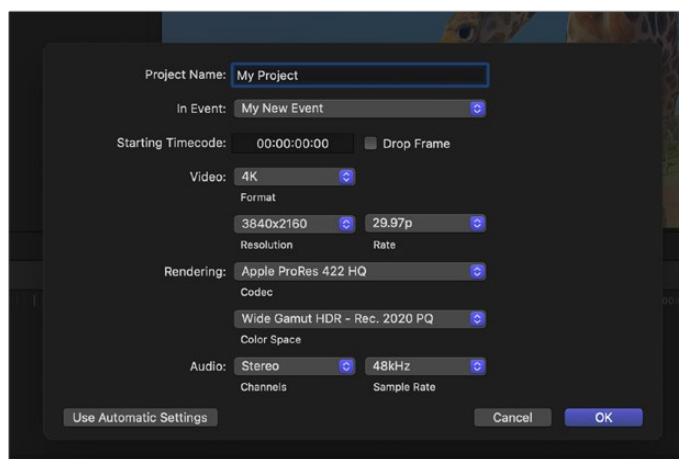 Project Name: My Project
In Event: My New Event
Starting Timecode: 00:00:00:00 Drop Frame
Video: 4K
Format
3840x2160 29.97p
Resolution Rate
Rendering: Apple ProRes 422 HQ
Codec
Wide Gamut HDR - Rec. 2020 PQ
Color Space
Audio: Stereo 48kHz
Channels Sample Rate
Use Automatic Settings Cancel OK